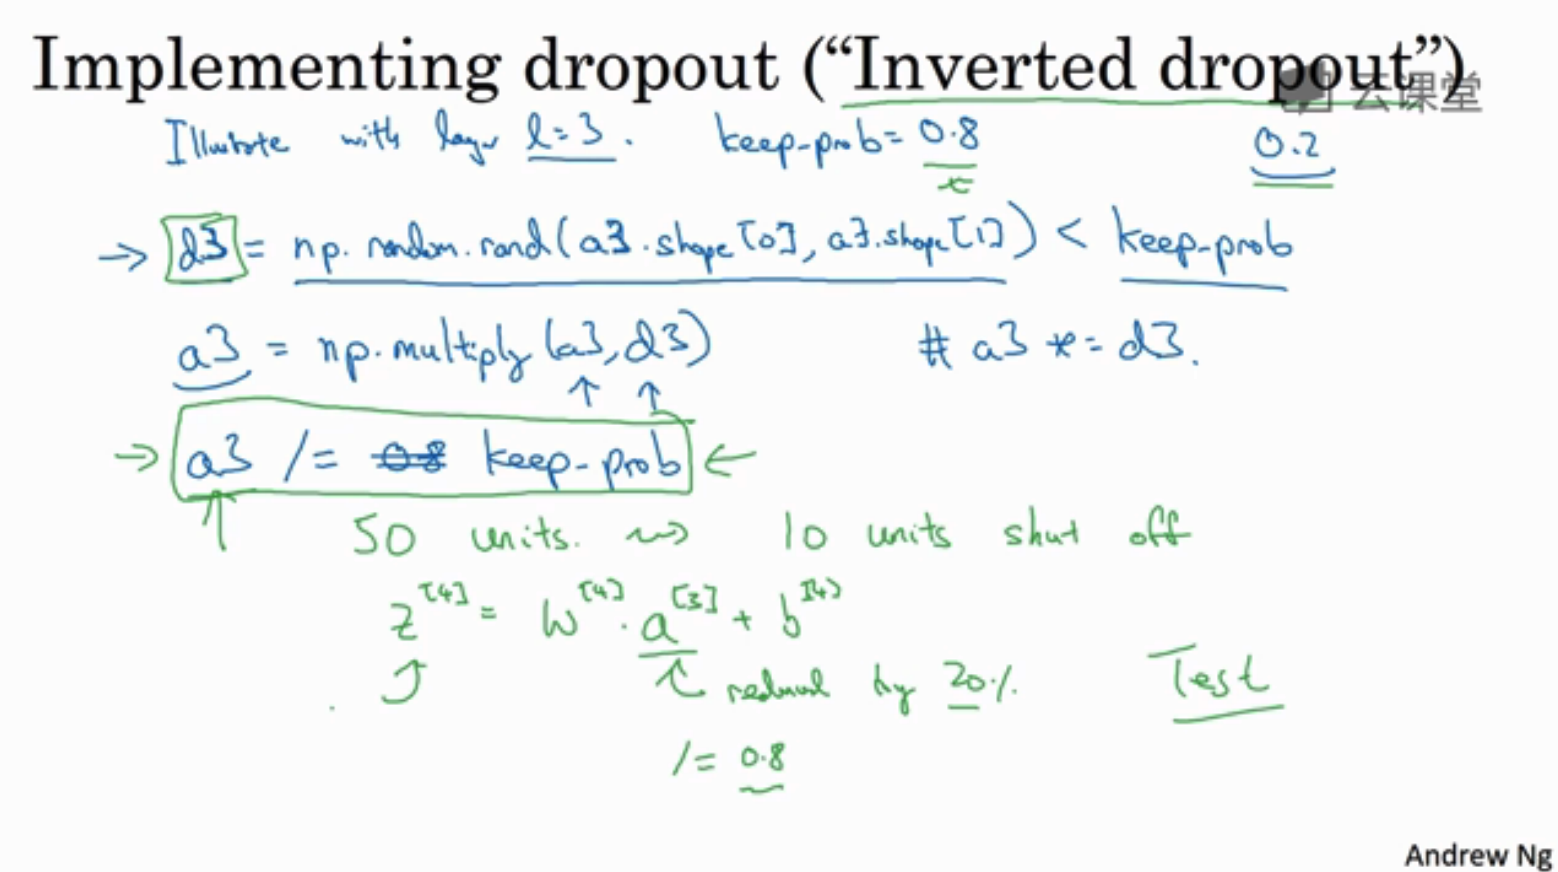 Implementing dropout (“Inverted dropout”)
云课堂
Illustrate with layer l=3. keep-prob = 0.8 0.2
→ d3 = np.random.rand(a3.shape[0], a3.shape[1]) < keep-prob
a3 = np.multiply(a3, d3) # a3 *= d3.
↑ ↑
→ a3 /= 0.8 keep-prob ←
50 units. ⇝ 10 units shut off
z^[4] = w^[4] . a^[3] + b^[4]
reduced by 20%. Test
/= 0.8
Andrew Ng